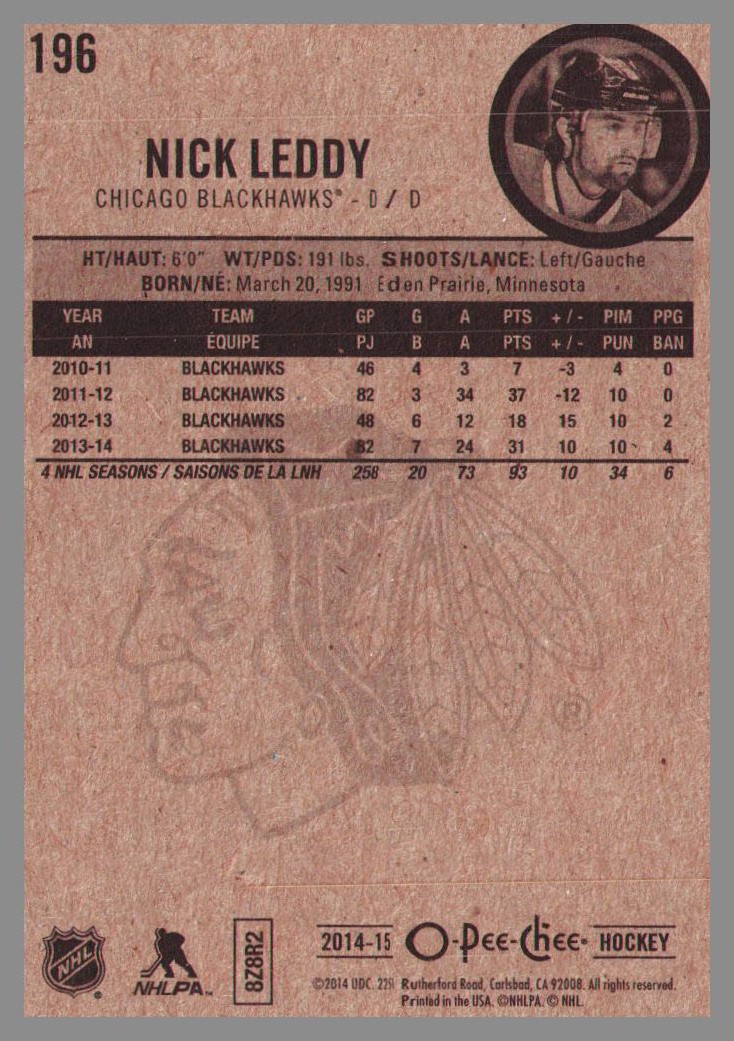 196
NICK LEDDY
CHICAGO BLACKHAWKS® - D / D
HT/HAUT: 6'0" WT/PDS: 191 lbs. SHOOTS/LANCE: Left/Gauche
BORN/NÉ: March 20, 1991 Eden Prairie, Minnesota
YEAR TEAM GP G A PTS + / - PIM PPG
AN ÉQUIPE PJ B A PTS + / - PUN BAN
2010-11 BLACKHAWKS 46 4 3 7 -3 4 0
2011-12 BLACKHAWKS 82 3 34 37 -12 10 0
2012-13 BLACKHAWKS 48 6 12 18 15 10 2
2013-14 BLACKHAWKS 82 7 24 31 10 10 4
4 NHL SEASONS / SAISONS DE LA LNH 258 20 73 93 10 34 6
®
NHL ®
NHLPA™
8Z8R2
2014-15 O-Pee-Chee® HOCKEY
©2014 UDC. 2251 Rutherford Road, Carlsbad, CA 92008. All rights reserved.
Printed in the USA. ©NHLPA. © NHL.